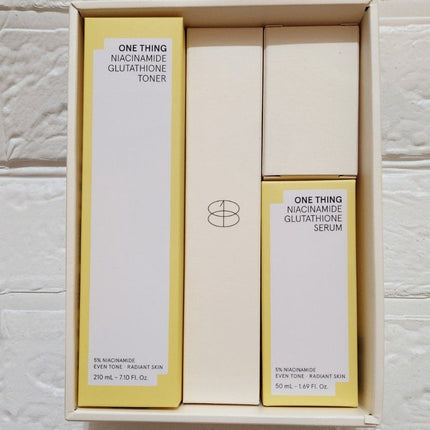 ONE THING
NIACINAMIDE
GLUTATHIONE
TONER
5% NIACINAMIDE
EVEN TONE · RADIANT SKIN
210 mL - 7.10 Fl. Oz.
ONE THING
NIACINAMIDE
GLUTATHIONE
SERUM
5% NIACINAMIDE
EVEN TONE · RADIANT SKIN
50 mL - 1.69 Fl. Oz.